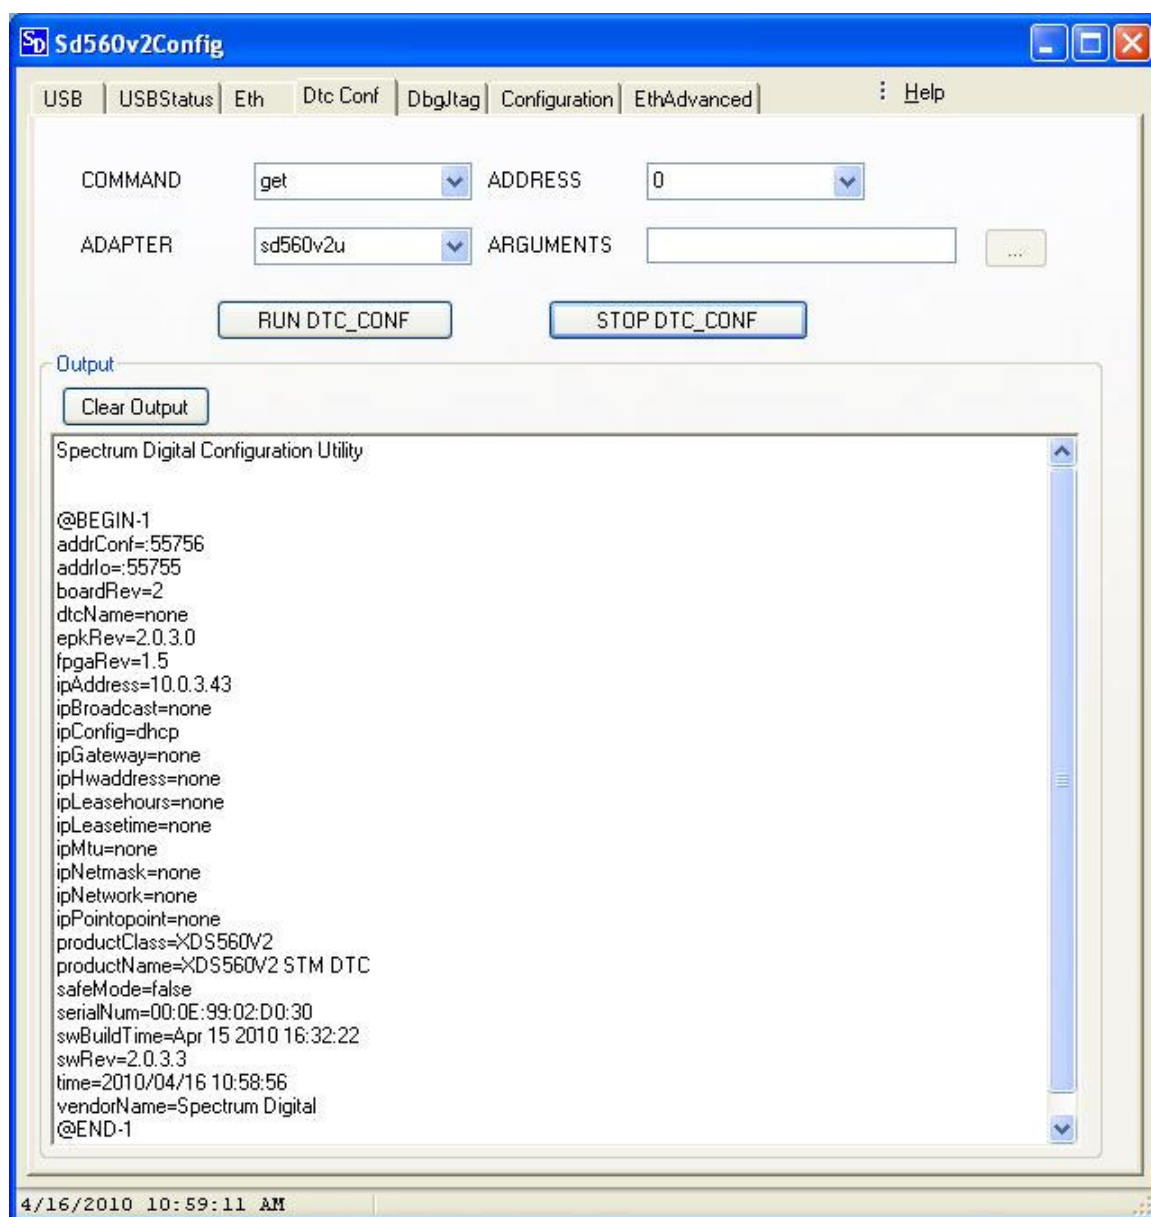 SD Sd560v2Config
USB USBStatus Eth Dtc Conf DbgJtag Configuration EthAdvanced Help
COMMAND get ADDRESS 0
ADAPTER sd560v2u ARGUMENTS ...
RUN DTC_CONF STOP DTC_CONF
Output
Clear Output
Spectrum Digital Configuration Utility
@BEGIN-1
addrConf=:55756
addrIo=:55755
boardRev=2
dtcName=none
epkRev=2.0.3.0
fpgaRev=1.5
ipAddress=10.0.3.43
ipBroadcast=none
ipConfig=dhcp
ipGateway=none
ipHwaddress=none
ipLeasehours=none
ipLeasetime=none
ipMtu=none
ipNetmask=none
ipNetwork=none
ipPointopoint=none
productClass=XDS560V2
productName=XDS560V2 STM DTC
safeMode=false
serialNum=00:0E:99:02:D0:30
swBuildTime=Apr 15 2010 16:32:22
swRev=2.0.3.3
time=2010/04/16 10:58:56
vendorName=Spectrum Digital
@END-1
4/16/2010 10:59:11 AM